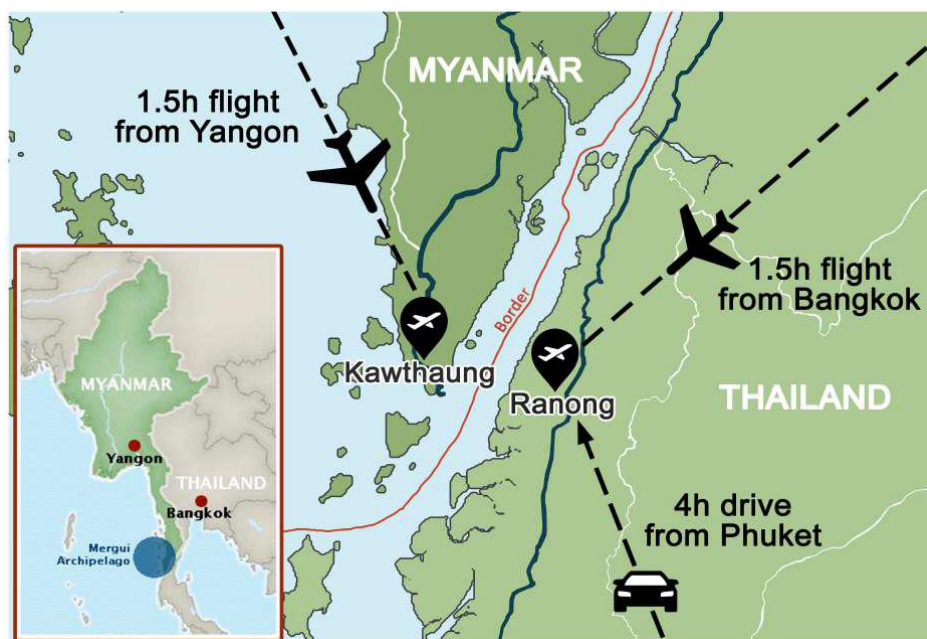 MYANMAR
1.5h flight
from Yangon
1.5h flight
from Bangkok
Border
Kawthaung
Ranong
THAILAND
4h drive
from Phuket
MYANMAR
Yangon
THAILAND
Bangkok
Mergui
Archipelago